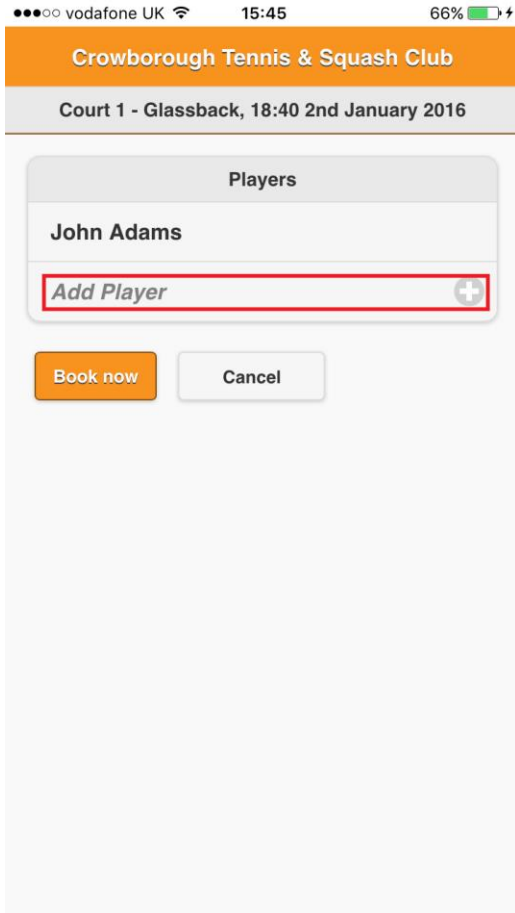 vodafone UK 15:45 66%
Crowborough Tennis & Squash Club
Court 1 - Glassback, 18:40 2nd January 2016
Players
John Adams
Add Player
Book now Cancel